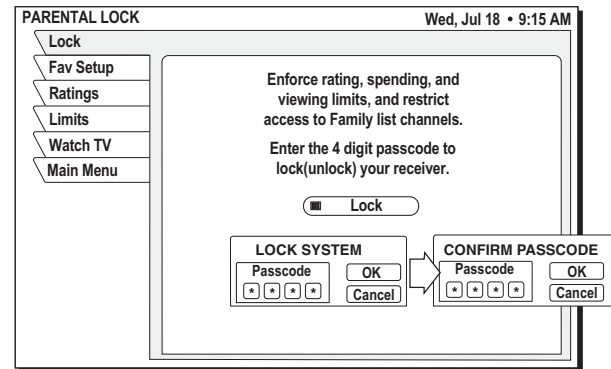 PARENTAL LOCK
Wed, Jul 18 • 9:15 AM
Lock
Fav Setup
Ratings
Limits
Watch TV
Main Menu
Enforce rating, spending, and
viewing limits, and restrict
access to Family list channels.
Enter the 4 digit passcode to
lock(unlock) your receiver.
Lock
LOCK SYSTEM
Passcode
* * * *
OK
Cancel
CONFIRM PASSCODE
Passcode
* * * *
OK
Cancel